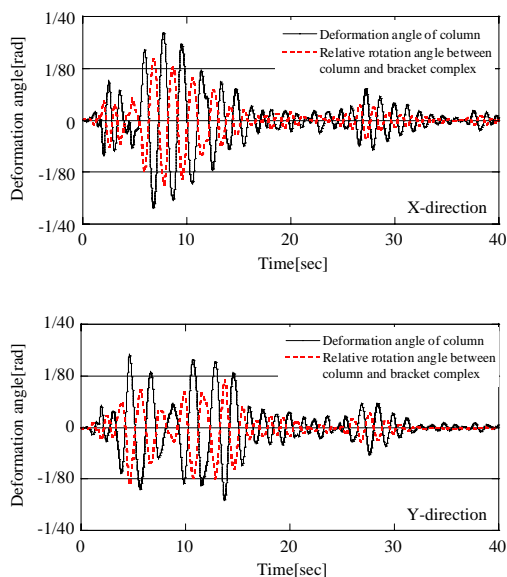 1/40
Deformation angle of column
Relative rotation angle between
column and bracket complex
1/80
0
-1/80
-1/40
Deformation angle[rad]
X-direction
0 10 20 30 40
Time[sec]
1/40
Deformation angle of column
Relative rotation angle between
column and bracket complex
1/80
0
-1/80
-1/40
Deformation angle[rad]
Y-direction
0 10 20 30 40
Time[sec]